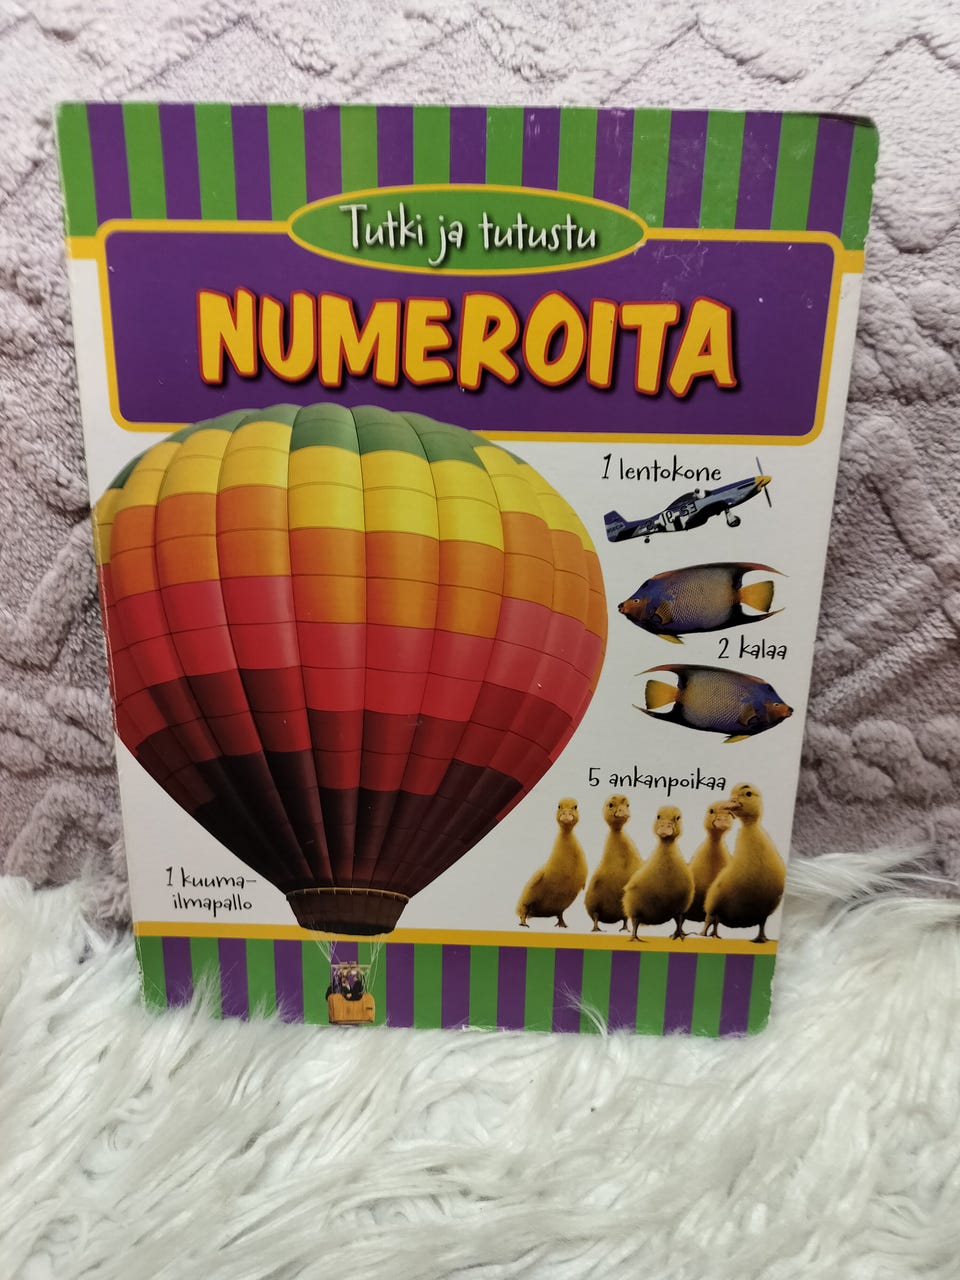 Tutki ja tutustu
NUMEROITA
1 lentokone
2 kalaa
5 ankanpoikaa
1 kuuma-
ilmapallo